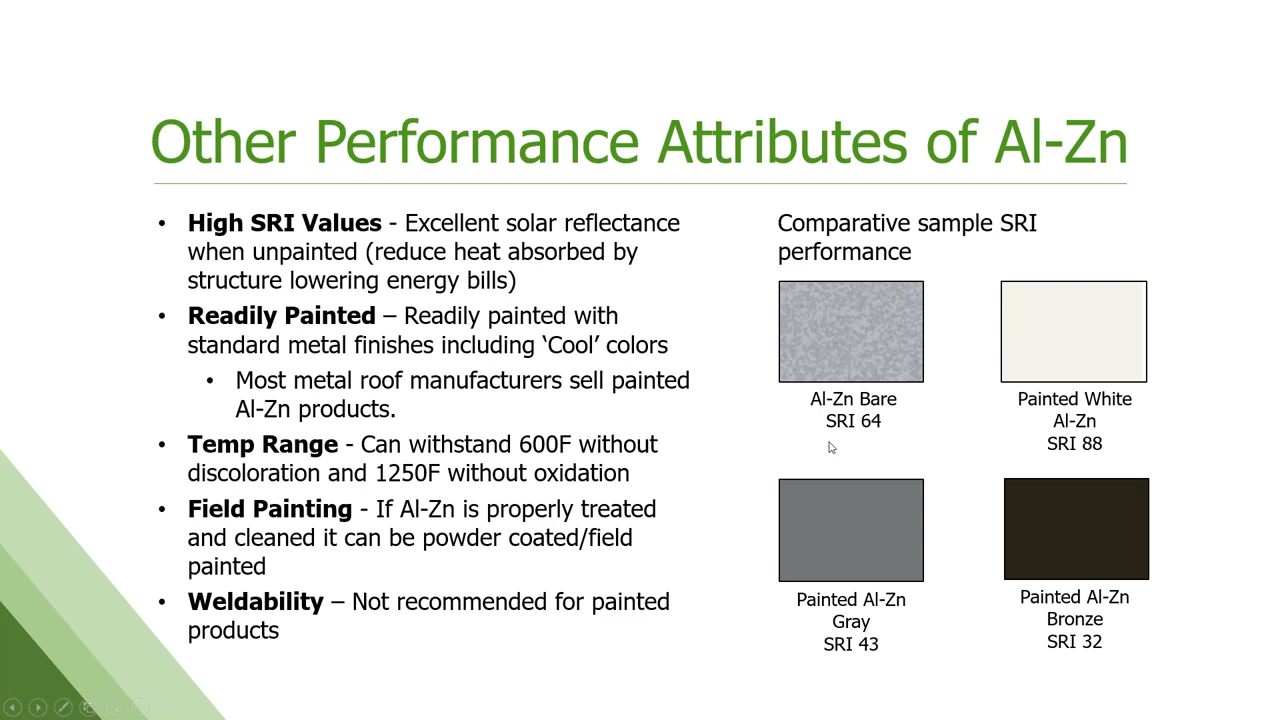 Other Performance Attributes of Al-Zn
• High SRI Values - Excellent solar reflectance
when unpainted (reduce heat absorbed by
structure lowering energy bills)
• Readily Painted – Readily painted with
standard metal finishes including ‘Cool’ colors
• Most metal roof manufacturers sell painted
Al-Zn products.
• Temp Range - Can withstand 600F without
discoloration and 1250F without oxidation
• Field Painting - If Al-Zn is properly treated
and cleaned it can be powder coated/field
painted
• Weldability – Not recommended for painted
products
Comparative sample SRI
performance
Al-Zn Bare
SRI 64
Painted White
Al-Zn
SRI 88
Painted Al-Zn
Gray
SRI 43
Painted Al-Zn
Bronze
SRI 32